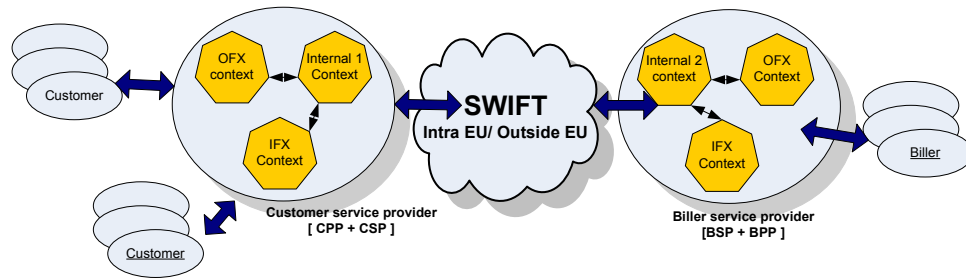 Customer
OFX
context
Internal 1
Context
IFX
Context
Customer
Customer service provider
[ CPP + CSP ]
SWIFT
Intra EU/ Outside EU
Internal 2
context
OFX
Context
IFX
Context
Biller
Biller service provider
[BSP + BPP ]